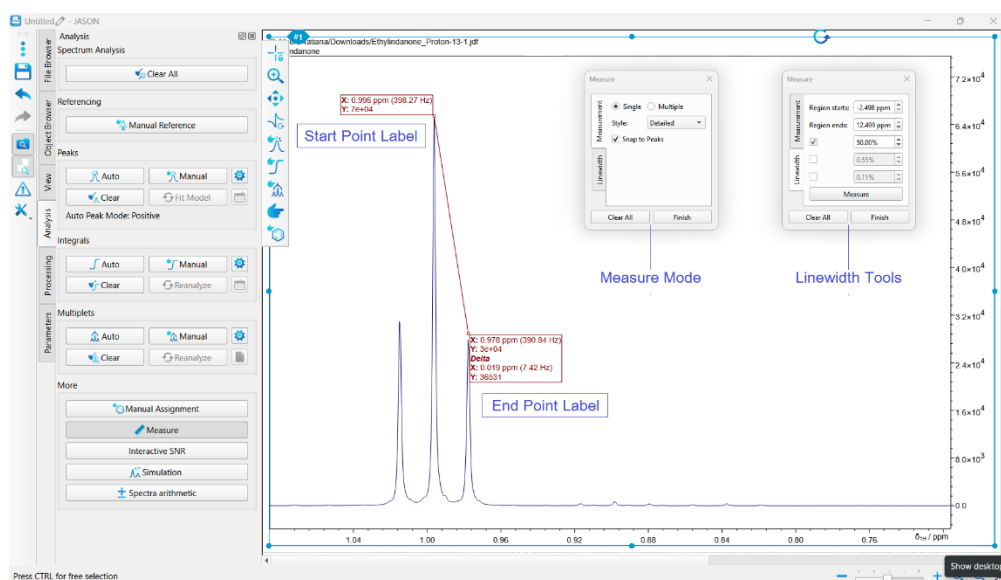 Untitled - JASON
File Browser
Object Browser
View
Analysis
Processing
Parameters
Analysis
Spectrum Analysis
Clear All
Referencing
Manual Reference
Peaks
Auto
Manual
Clear
Fit Model
Auto Peak Mode: Positive
Integrals
Auto
Manual
Clear
Reanalyze
Multiplets
Auto
Manual
Clear
Reanalyze
More
Manual Assignment
Measure
Interactive SNR
Simulation
Spectra arithmetic
#1
Tatiana/Downloads/Ethylindanone_Proton-13-1.jdf
indanone
X: 0.996 ppm (398.27 Hz)
Y: 7e+04
Start Point Label
X: 0.978 ppm (390.84 Hz)
Y: 3e+04
Delta
X: 0.019 ppm (7.42 Hz)
Y: 36531
End Point Label
Measure
Measurement
Linewidth
Single
Multiple
Style:
Detailed
Snap to Peaks
Clear All
Finish
Measure Mode
Measure
Measurement
Linewidth
Region starts:
-2.498 ppm
Region ends:
12.499 ppm
50.00%
0.55%
0.11%
Measure
Clear All
Finish
Linewidth Tools
7.2×10⁴
6.4×10⁴
5.6×10⁴
4.8×10⁴
4.0×10⁴
3.2×10⁴
2.4×10⁴
1.6×10⁴
8.0×10³
0.0
1.04
1.00
0.96
0.92
0.88
0.84
0.80
0.76
δ₁H / ppm
Press CTRL for free selection
Show desktop